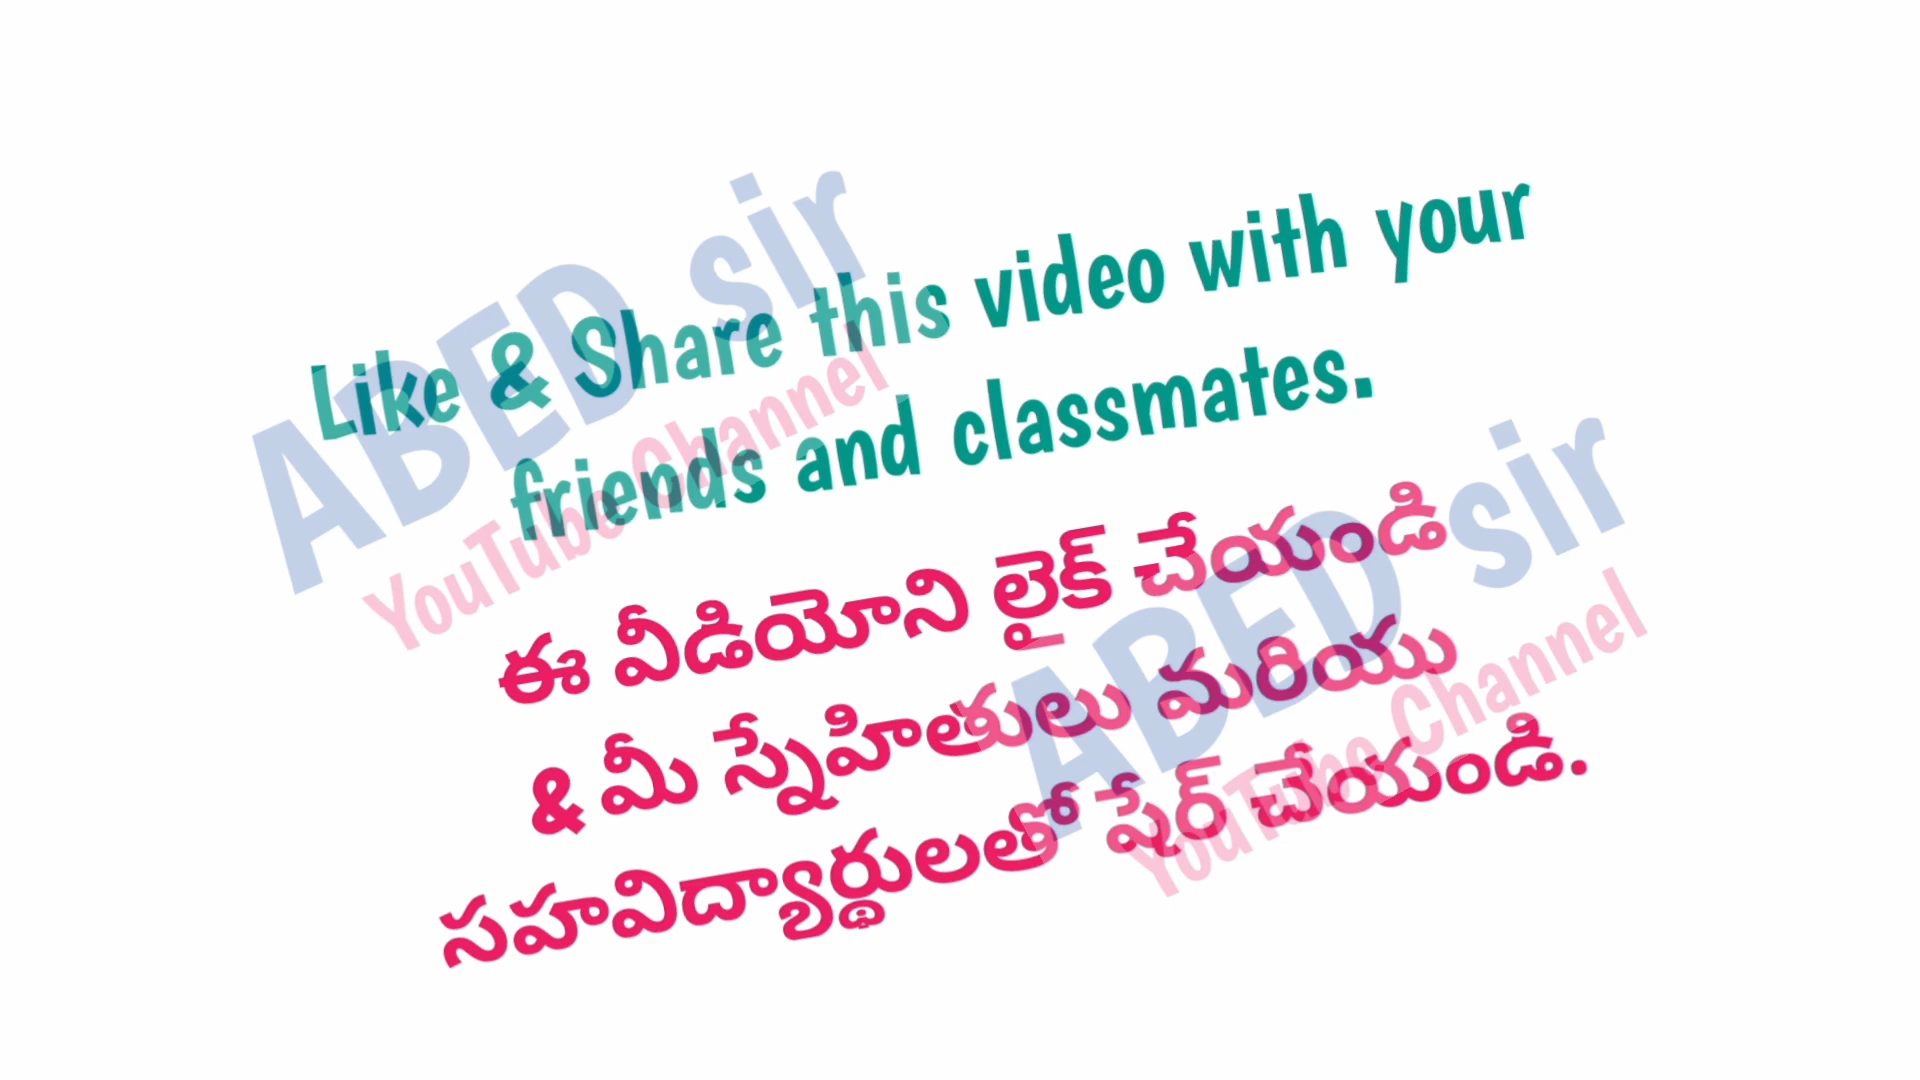 Like & Share this video with your
friends and classmates.
ఈ వీడియోని లైక్ చేయండి
& మీ స్నేహితులు మరియు
సహవిద్యార్థులతో షేర్ చేయండి.
ABED sir
YouTube Channel
ABED sir
YouTube Channel